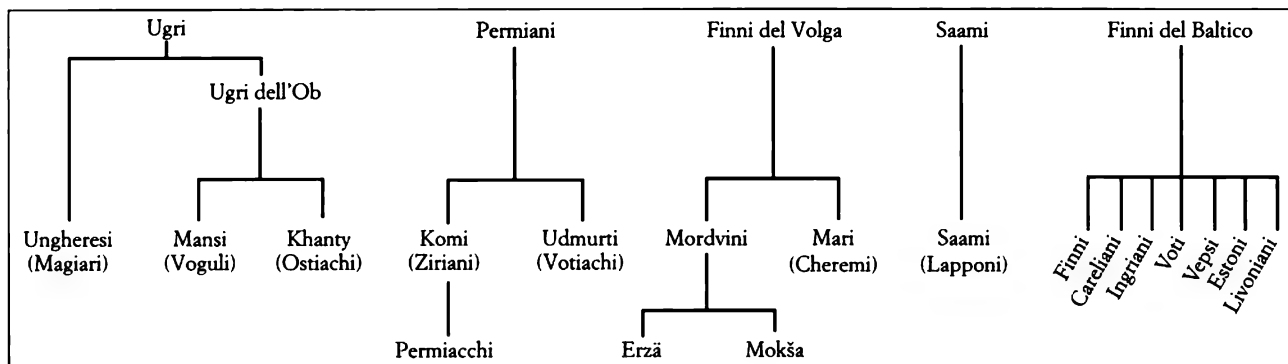 Ugri
Permiani
Finni del Volga
Saami
Finni del Baltico
Ugri dell'Ob
Ungheresi
(Magiari)
Mansi
(Voguli)
Khanty
(Ostiachi)
Komi
(Ziriani)
Udmurti
(Votiachi)
Mordvini
Mari
(Cheremi)
Saami
(Lapponi)
Finni
Careliani
Ingriani
Voti
Vepsi
Estoni
Livoniani
Permiacchi
Erzä
Mokša